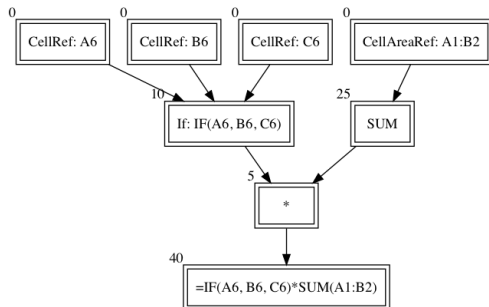 0 0 0 0
CellRef: A6 CellRef: B6 CellRef: C6 CellAreaRef: A1:B2
10 25
If: IF(A6, B6, C6) SUM
5
*
40
=IF(A6, B6, C6)*SUM(A1:B2)